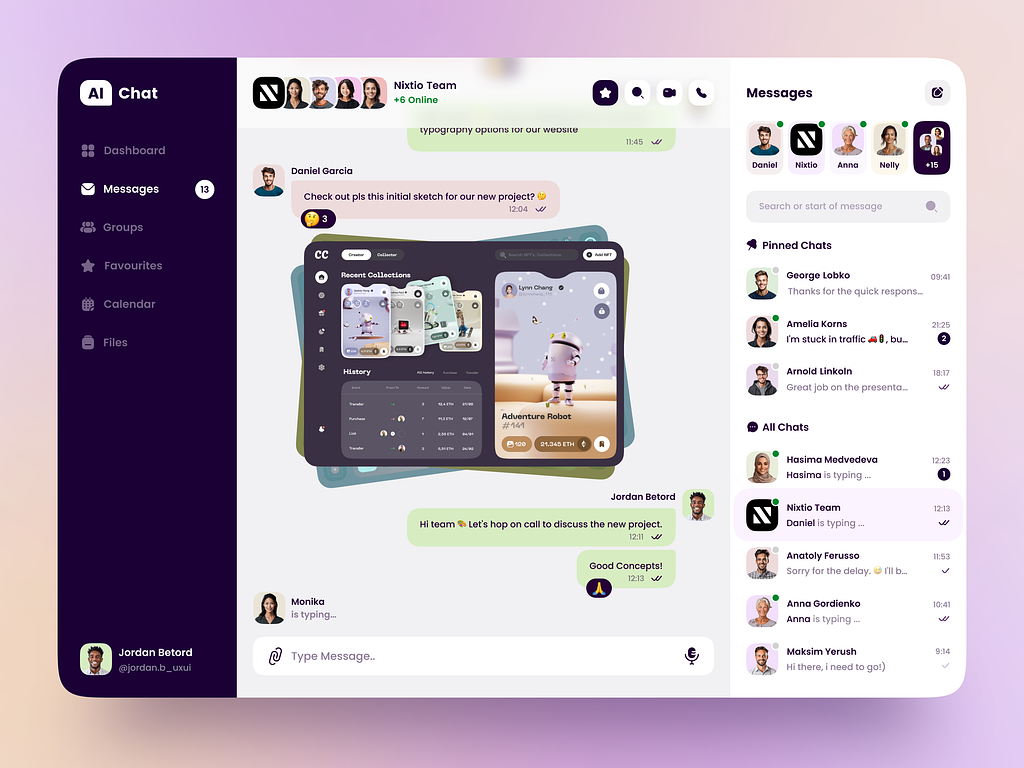 AI Chat
Dashboard
Messages
13
Groups
Favourites
Calendar
Files
Jordan Betord
@jordan.b_uxui
Nixtio Team
+6 Online
typography options for our website
11:45
Daniel Garcia
Check out pls this initial sketch for our new project? 🤔
12:04
🤔 3
CC
Creator
Collector
Search NFTs, Collections
Add NFT
Recent Collections
Lynn Chang
History
Purchase
Transfer
Transfer
Purchase
List
Transfer
Adventure Robot
#141
120
21,345 ETH
Jordan Betord
Hi team 🎨 Let's hop on call to discuss the new project.
12:11
Good Concepts!
12:13
🙏
Monika
is typing...
Type Message..
Messages
Daniel
Nixtio
Anna
Nelly
+15
Search or start of message
Pinned Chats
George Lobko
09:41
Thanks for the quick respons...
Amelia Korns
21:25
I'm stuck in traffic 🚗🚦, bu...
2
Arnold Linkoln
18:17
Great job on the presenta...
All Chats
Hasima Medvedeva
12:23
Hasima is typing ...
1
Nixtio Team
12:13
Daniel is typing ...
Anatoly Ferusso
11:53
Sorry for the delay. 😅 I'll b...
Anna Gordienko
10:41
Anna is typing ...
Maksim Yerush
9:14
Hi there, i need to go!)